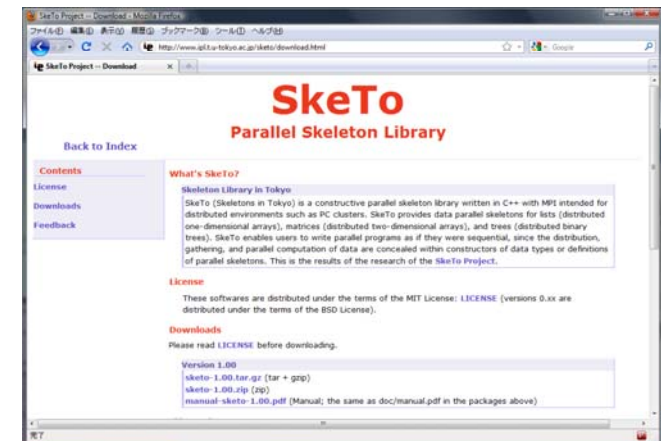 SkeTo Project -- Download - Mozilla Firefox
ファイル(F) 編集(E) 表示(V) 履歴(S) ブックマーク(B) ツール(T) ヘルプ(H)
http://www.ipl.t.u-tokyo.ac.jp/sketo/download.html
Google
SkeTo Project -- Download
SkeTo
Parallel Skeleton Library
Back to Index
Contents
License
Downloads
Feedback
What's SkeTo?
Skeleton Library in Tokyo
SkeTo (Skeletons in Tokyo) is a constructive parallel skeleton library written in C++ with MPI intended for
distributed environments such as PC clusters. SkeTo provides data parallel skeletons for lists (distributed
one-dimensional arrays), matrices (distributed two-dimensional arrays), and trees (distributed binary
trees). SkeTo enables users to write parallel programs as if they were sequential, since the distribution,
gathering, and parallel computation of data are concealed within constructors of data types or definitions
of parallel skeletons. This is the results of the research of the SkeTo Project.
License
These softwares are distributed under the terms of the MIT License: LICENSE (versions 0.xx are
distributed under the terms of the BSD License).
Downloads
Please read LICENSE before downloading.
Version 1.00
sketo-1.00.tar.gz (tar + gzip)
sketo-1.00.zip (zip)
manual-sketo-1.00.pdf (Manual; the same as doc/manual.pdf in the packages above)
完了